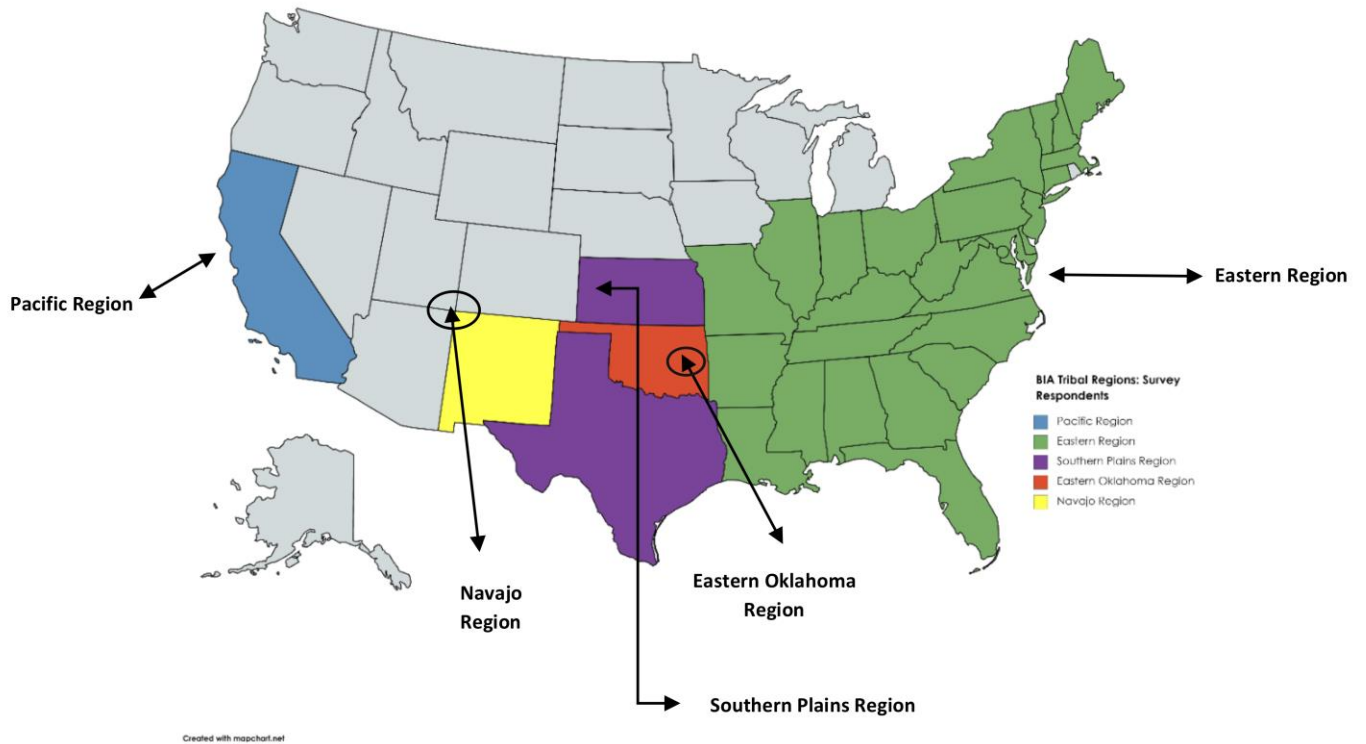 Pacific Region
Eastern Region
BIA Tribal Regions: Survey
Respondents
Pacific Region
Eastern Region
Southern Plains Region
Eastern Oklahoma Region
Navajo Region
Navajo
Region
Eastern Oklahoma
Region
Southern Plains Region
Created with mapchart.net